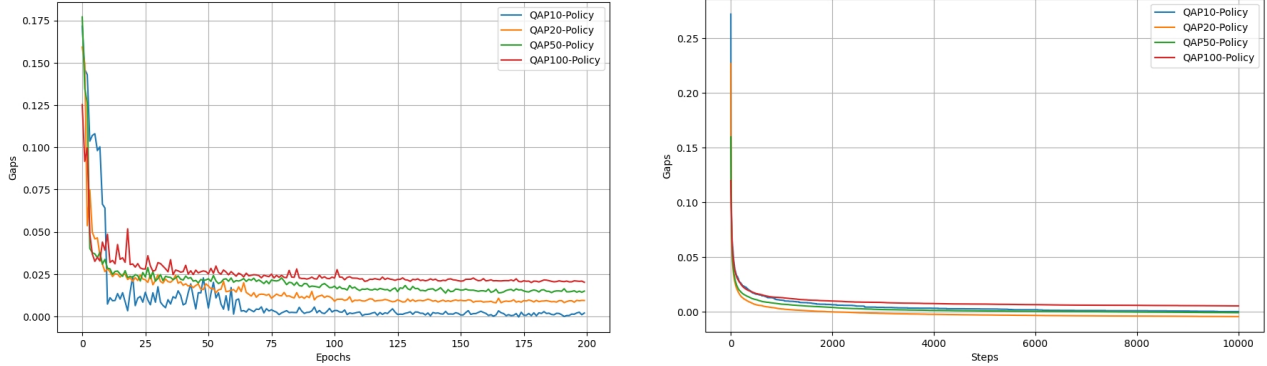 0.175
0.150
0.125
0.100
0.075
0.050
0.025
0.000
Gaps
0
25
50
75
100
125
150
175
200
Epochs
QAP10-Policy
QAP20-Policy
QAP50-Policy
QAP100-Policy
0.25
0.20
0.15
0.10
0.05
0.00
Gaps
0
2000
4000
6000
8000
10000
Steps
QAP10-Policy
QAP20-Policy
QAP50-Policy
QAP100-Policy